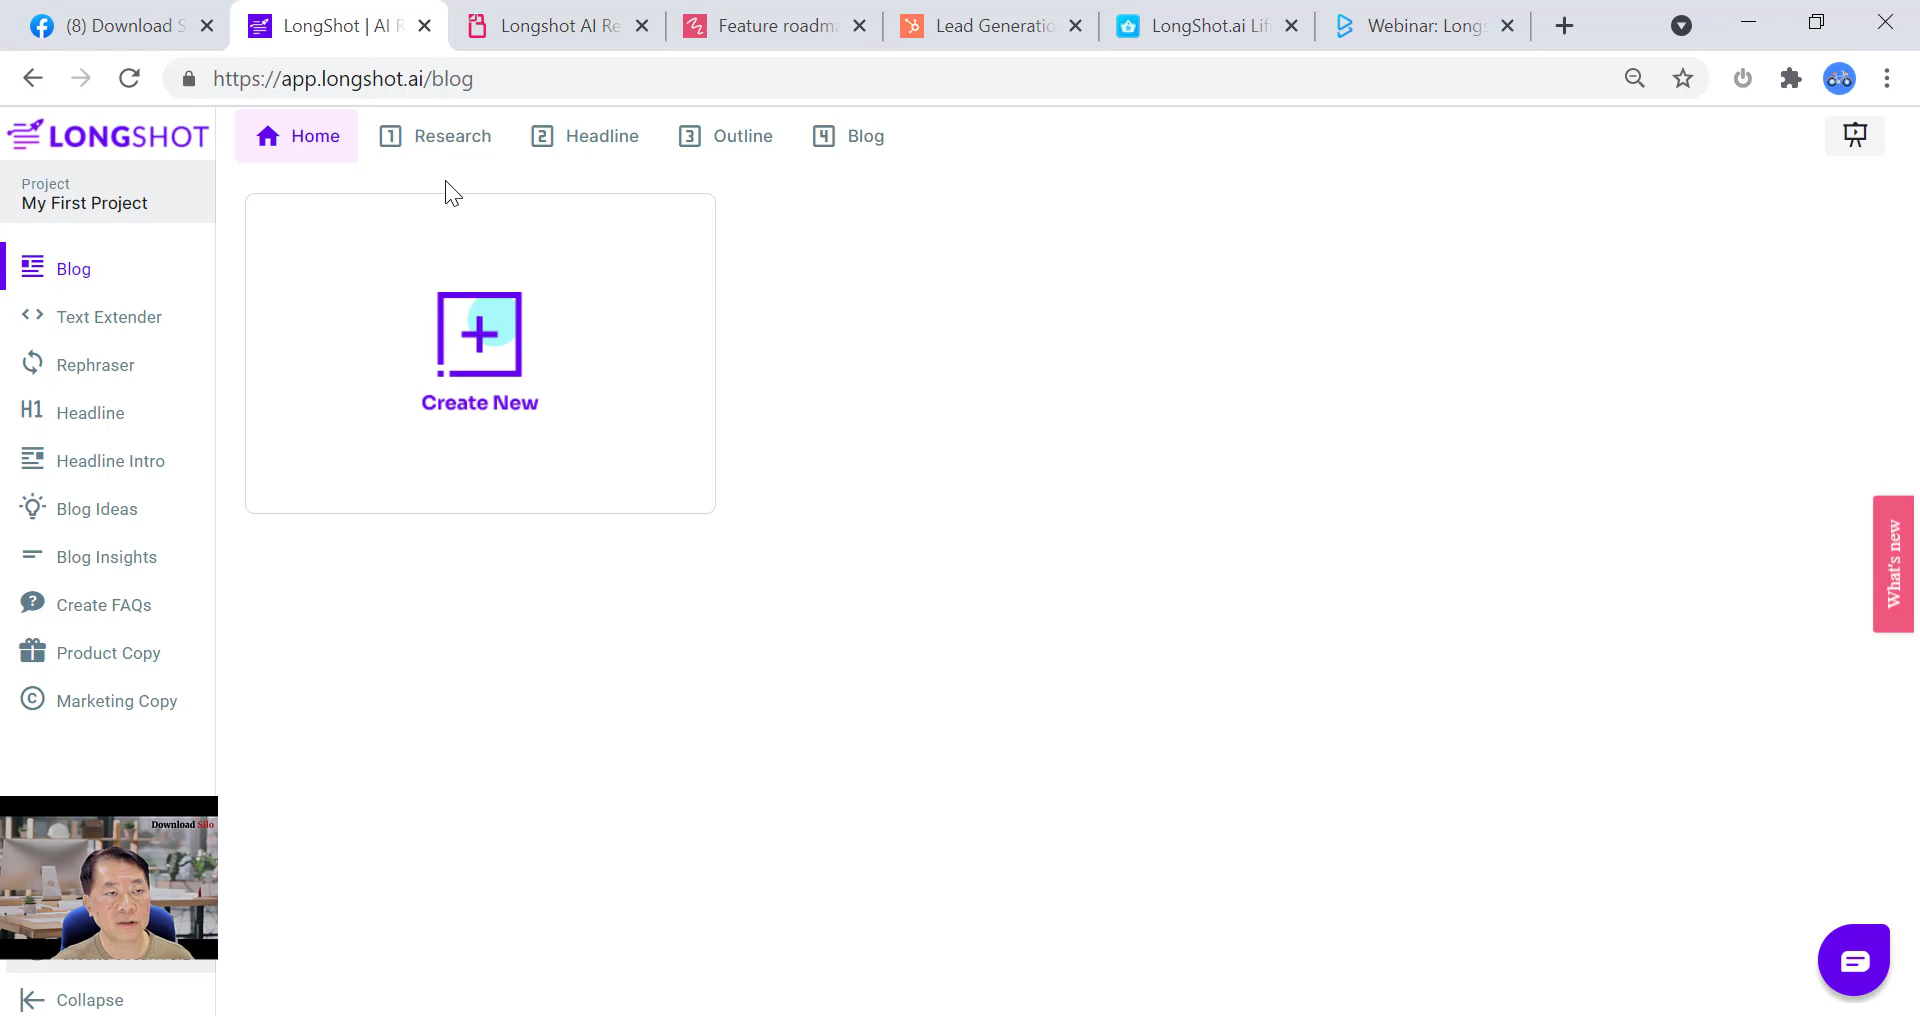 (8) Download S
LongShot | AI R
Longshot AI Re
Feature roadma
Lead Generatio
LongShot.ai Lif
Webinar: Longs
https://app.longshot.ai/blog
LONGSHOT
Home
1 Research
2 Headline
3 Outline
4 Blog
Project
My First Project
Blog
Text Extender
Rephraser
H1 Headline
Headline Intro
Blog Ideas
Blog Insights
Create FAQs
Product Copy
Marketing Copy
Create New
What's new
Download Silo
Collapse